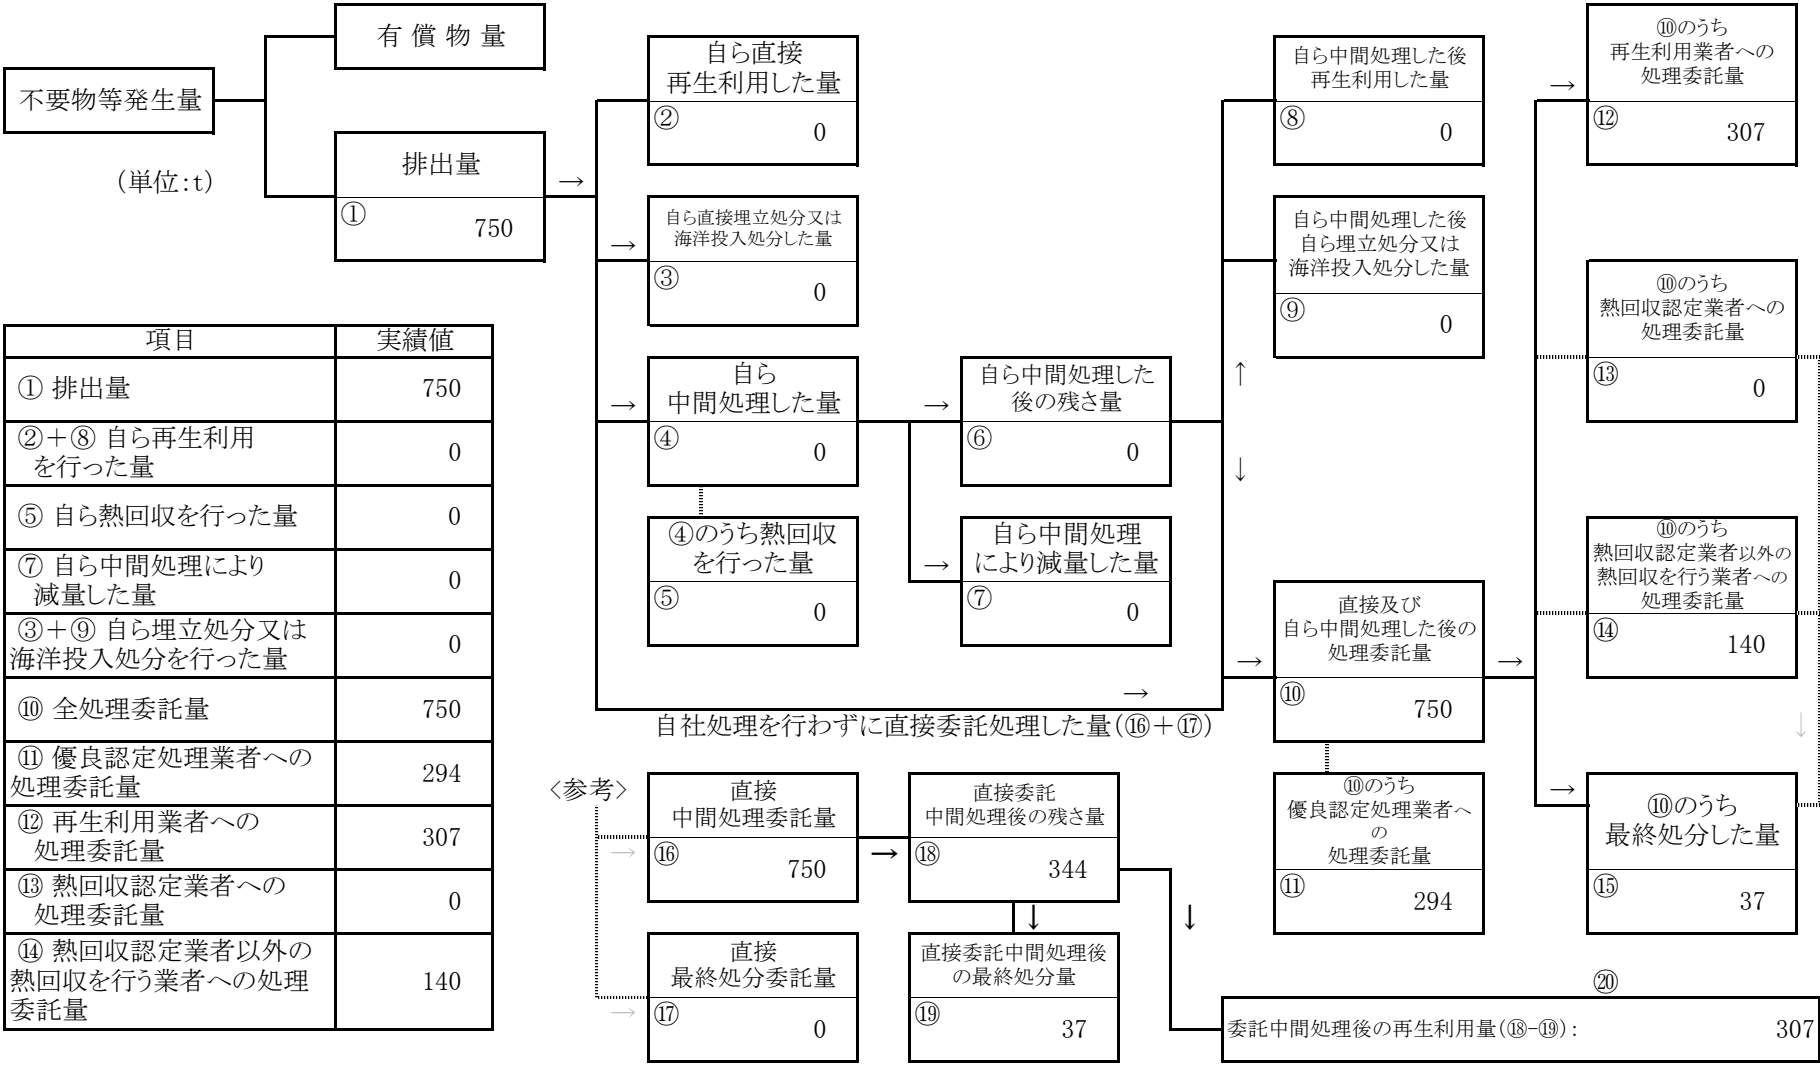 有 償 物 量
不要物等発生量
(単位:t)
排出量
①
750
→
自ら直接
再生利用した量
②
0
→
自ら直接埋立処分又は
海洋投入処分した量
③
0
→
自ら
中間処理した量
④
0
④のうち熱回収
を行った量
⑤
0
→
自ら中間処理した
後の残さ量
⑥
0
→
自ら中間処理
により減量した量
⑦
0
自ら中間処理した後
再生利用した量
⑧
0
自ら中間処理した後
自ら埋立処分又は
海洋投入処分した量
⑨
0
↑
↓
→
自社処理を行わずに直接委託処理した量(⑯+⑰)
→
直接及び
自ら中間処理した後の
処理委託量
⑩
750
⑩のうち
優良認定処理業者へ
の
処理委託量
⑪
294
→
→
⑩のうち
再生利用業者への
処理委託量
⑫
307
⑩のうち
熱回収認定業者への
処理委託量
⑬
0
⑩のうち
熱回収認定業者以外の
熱回収を行う業者への
処理委託量
⑭
140
↓
→
⑩のうち
最終処分した量
⑮
37
項目 実績値
① 排出量 750
②+⑧ 自ら再生利用
を行った量
0
⑤ 自ら熱回収を行った量 0
⑦ 自ら中間処理により
減量した量
0
③+⑨ 自ら埋立処分又は
海洋投入処分を行った量
0
⑩ 全処理委託量 750
⑪ 優良認定処理業者への
処理委託量
294
⑫ 再生利用業者への
処理委託量
307
⑬ 熱回収認定業者への
処理委託量
0
⑭ 熱回収認定業者以外の
熱回収を行う業者への処理
委託量
140
〈参考〉
→
直接
中間処理委託量
⑯
750
→
直接
最終処分委託量
⑰
0
→
直接委託
中間処理後の残さ量
⑱
344
↓
直接委託中間処理後
の最終処分量
⑲
37
↓
⑳
委託中間処理後の再生利用量(⑱-⑲): 307